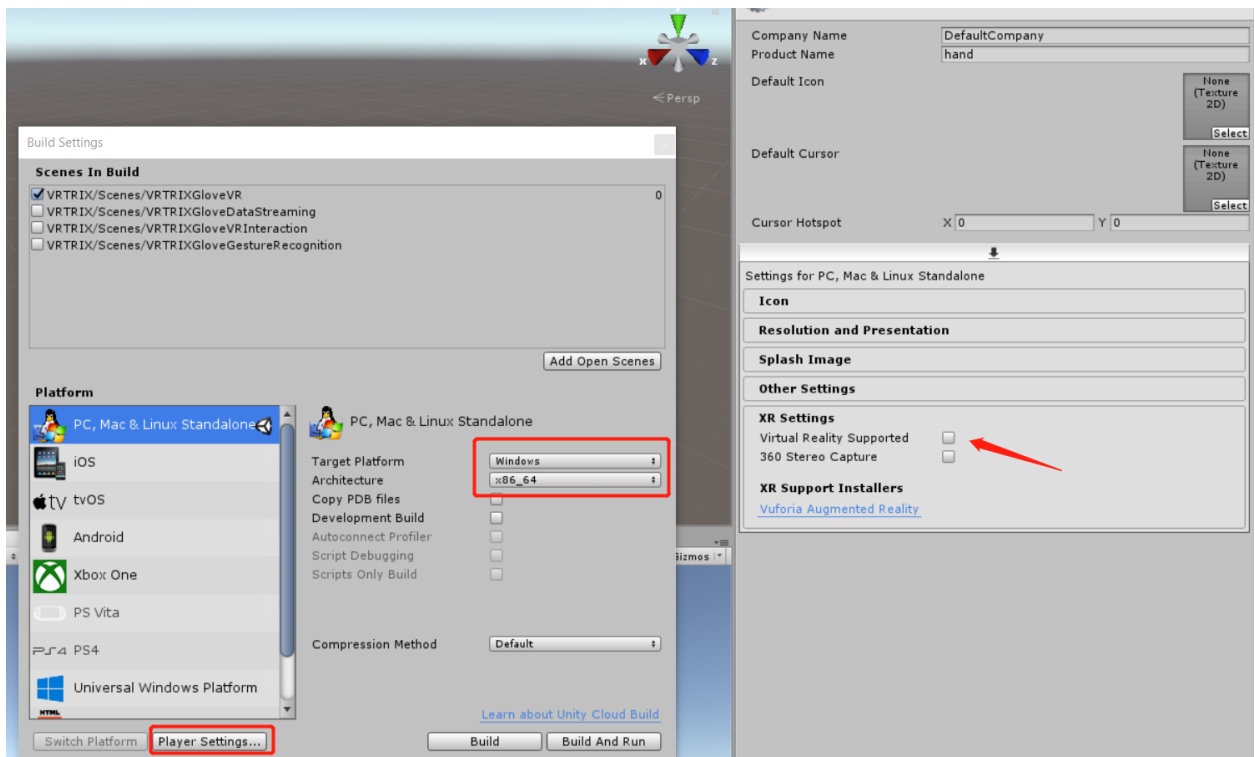 x
z
Persp
Build Settings
Scenes In Build
VRTRIX/Scenes/VRTRIXGloveVR 0
VRTRIX/Scenes/VRTRIXGloveDataStreaming
VRTRIX/Scenes/VRTRIXGloveVRInteraction
VRTRIX/Scenes/VRTRIXGloveGestureRecognition
Add Open Scenes
Platform
PC, Mac & Linux Standalone
iOS
tv tvOS
Android
Xbox One
PS Vita
PS4 PS4
Universal Windows Platform
HTML
PC, Mac & Linux Standalone
Target Platform Windows
Architecture x86_64
Copy PDB files
Development Build
Autoconnect Profiler
Script Debugging
Scripts Only Build
Compression Method Default
Learn about Unity Cloud Build
Switch Platform Player Settings... Build Build And Run
Gizmos
Company Name DefaultCompany
Product Name hand
Default Icon
None
(Texture
2D)
Select
Default Cursor
None
(Texture
2D)
Select
Cursor Hotspot X 0 Y 0
Settings for PC, Mac & Linux Standalone
Icon
Resolution and Presentation
Splash Image
Other Settings
XR Settings
Virtual Reality Supported
360 Stereo Capture
XR Support Installers
Vuforia Augmented Reality